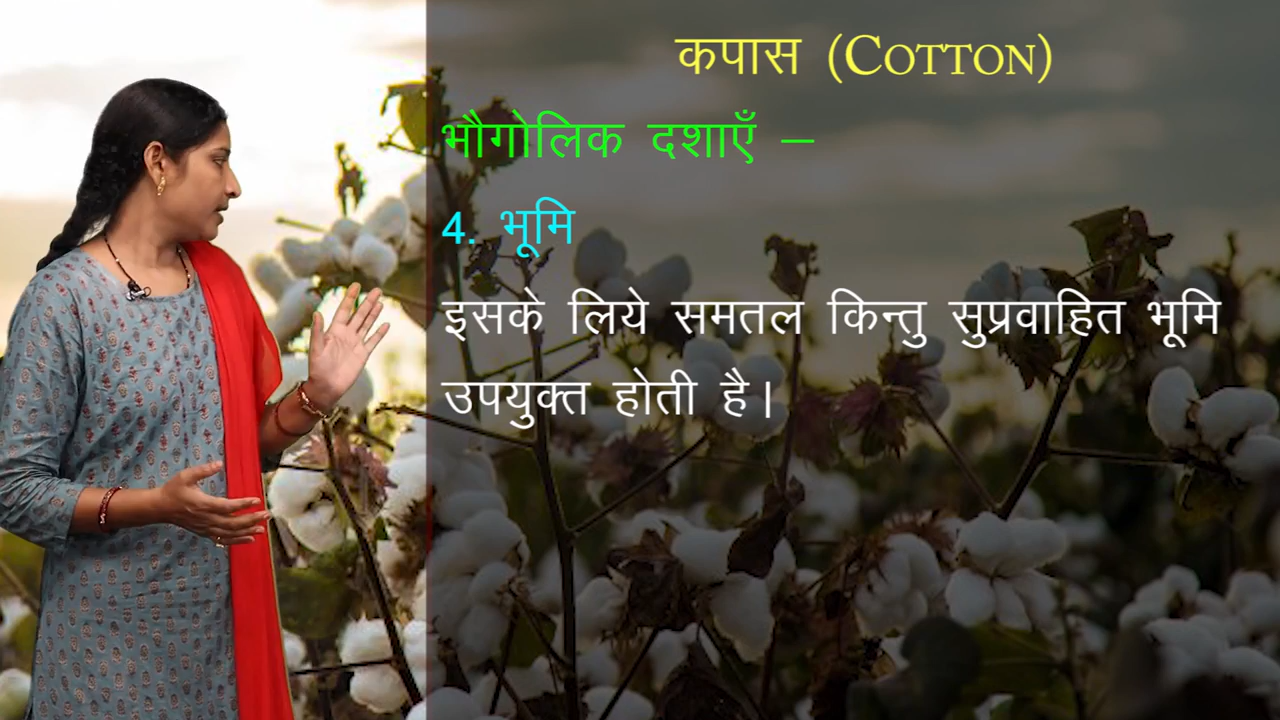 कपास (COTTON)
भौगोलिक दशाएँ –
4. भूमि
इसके लिये समतल किन्तु सुप्रवाहित भूमि
उपयुक्त होती है।